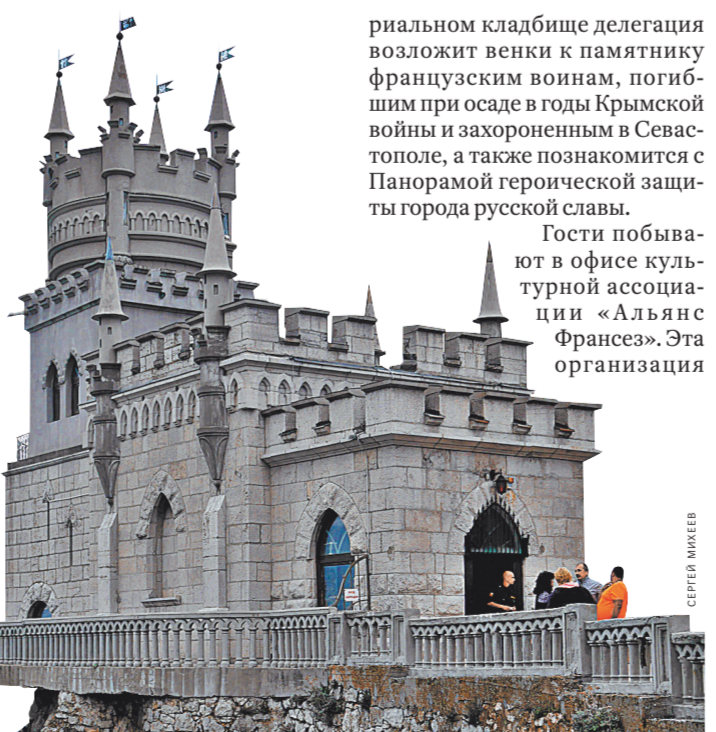 риальном кладбище делегация
возложит венки к памятнику
французским воинам, погиб-
шим при осаде в годы Крымской
войны и захороненным в Севас-
тополе, а также познакомится с
Панорамой героической защи-
ты города русской славы.
Гости побыва-
ют в офисе куль-
турной ассоциа-
ции «Альянс
Франсез». Эта
организация
СЕРГЕЙ МИХЕЕВ